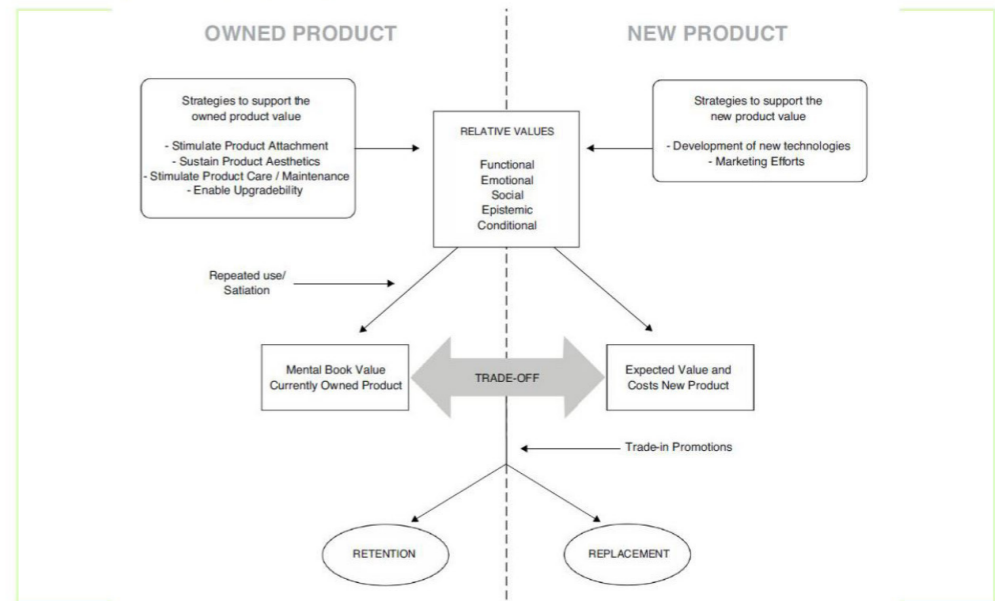 OWNED PRODUCT
NEW PRODUCT
Strategies to support the
owned product value
- Stimulate Product Attachment
- Sustain Product Aesthetics
- Stimulate Product Care / Maintenance
- Enable Upgradebility
RELATIVE VALUES
Functional
Emotional
Social
Epistemic
Conditional
Strategies to support the
new product value
- Development of new technologies
- Marketing Efforts
Repeated use/
Satiation
Mental Book Value
Currently Owned Product
TRADE-OFF
Expected Value and
Costs New Product
Trade-in Promotions
RETENTION
REPLACEMENT